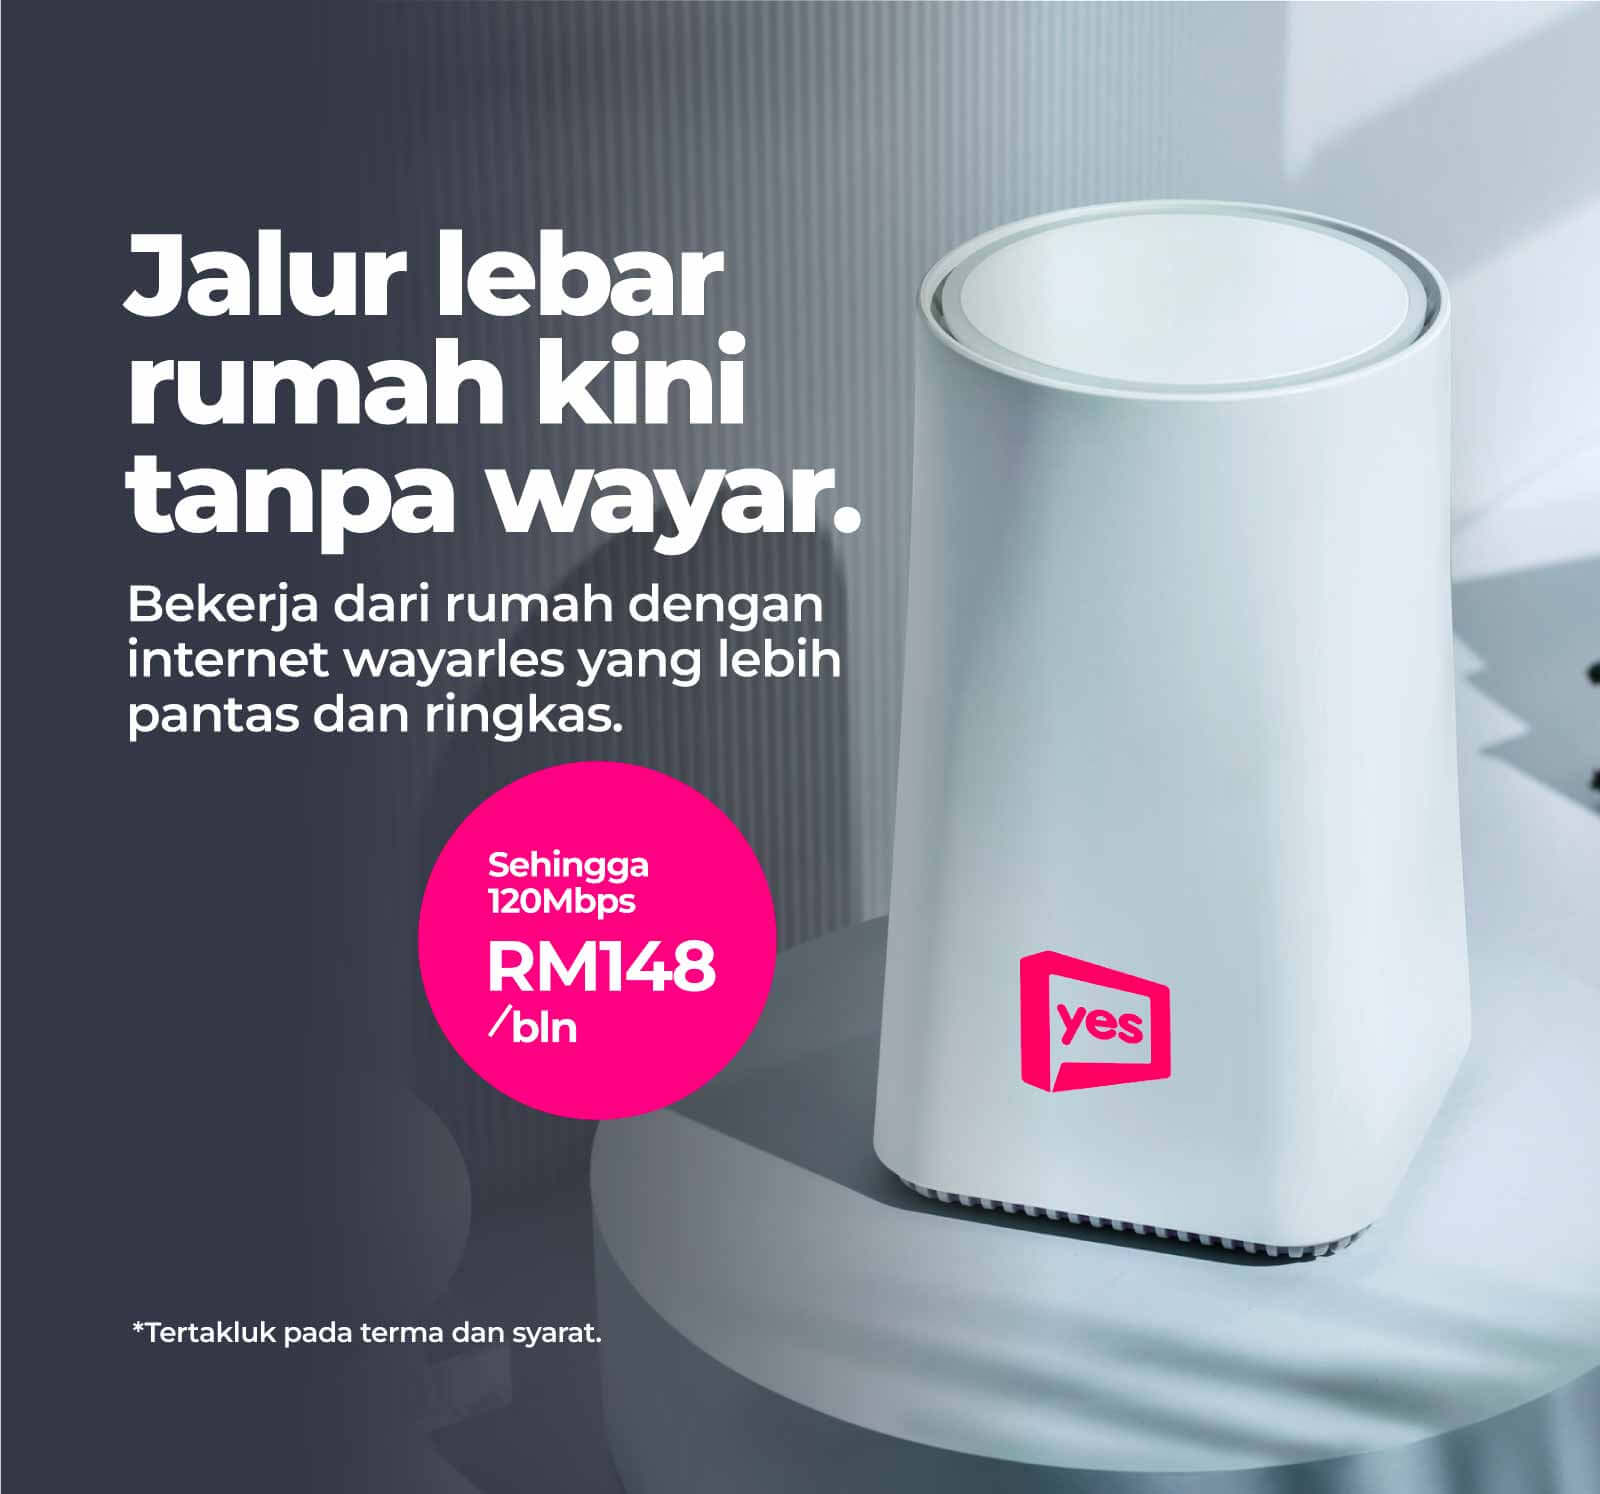 Jalur lebar
rumah kini
tanpa wayar.
Bekerja dari rumah dengan
internet wayarles yang lebih
pantas dan ringkas.
Sehingga
120Mbps
RM148
/bln
yes
*Tertakluk pada terma dan syarat.